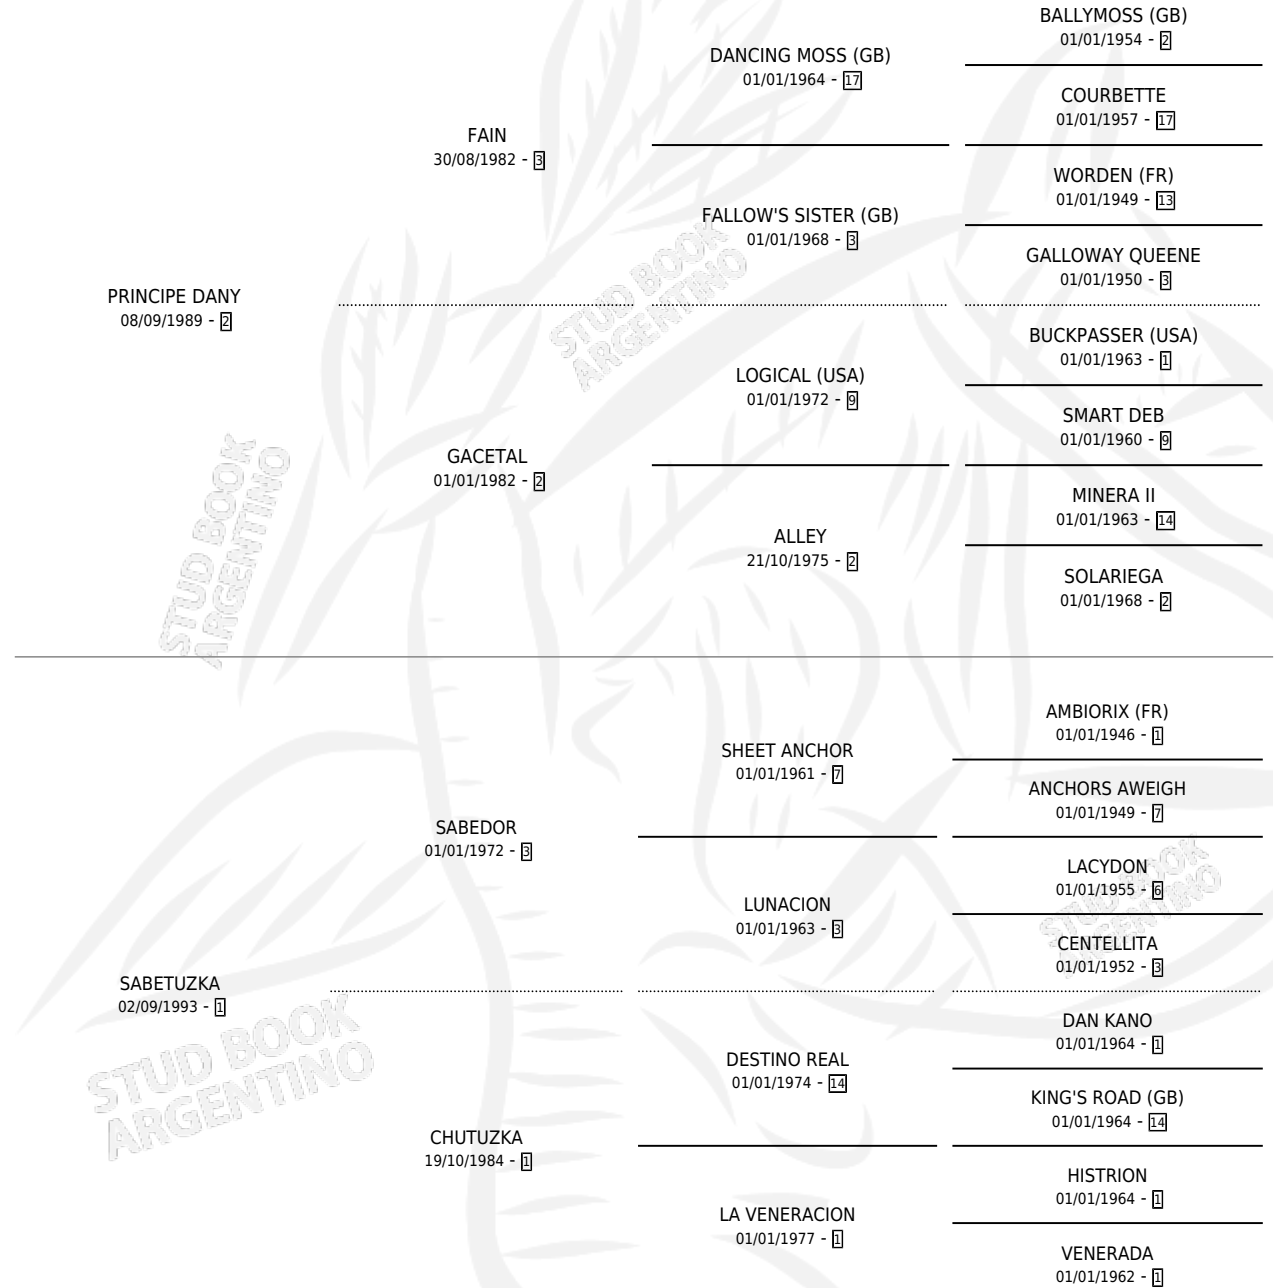 BALLYMOSS (GB)
01/01/1954 - 2
DANCING MOSS (GB)
01/01/1964 - 17
COURBETTE
01/01/1957 - 17
FAIN
30/08/1982 - 3
WORDEN (FR)
01/01/1949 - 13
FALLOW'S SISTER (GB)
01/01/1968 - 3
GALLOWAY QUEENE
01/01/1950 - 3
PRINCIPE DANY
08/09/1989 - 2
STUD BOOK
ARGENTINO
BUCKPASSER (USA)
01/01/1963 - 1
LOGICAL (USA)
01/01/1972 - 9
SMART DEB
01/01/1960 - 9
GACETAL
01/01/1982 - 2
STUD BOOK
ARGENTINO
MINERA II
01/01/1963 - 14
ALLEY
21/10/1975 - 2
SOLARIEGA
01/01/1968 - 2
AMBIORIX (FR)
01/01/1946 - 1
SHEET ANCHOR
01/01/1961 - 7
ANCHORS AWEIGH
01/01/1949 - 7
SABEDOR
01/01/1972 - 3
LACYDON
01/01/1955 - 6
STUD BOOK
ARGENTINO
LUNACION
01/01/1963 - 3
CENTELLITA
01/01/1952 - 3
SABETUZKA
02/09/1993 - 1
STUD BOOK
ARGENTINO
DAN KANO
01/01/1964 - 1
DESTINO REAL
01/01/1974 - 14
KING'S ROAD (GB)
01/01/1964 - 14
CHUTUZKA
19/10/1984 - 1
HISTRION
01/01/1964 - 1
LA VENERACION
01/01/1977 - 1
VENERADA
01/01/1962 - 1